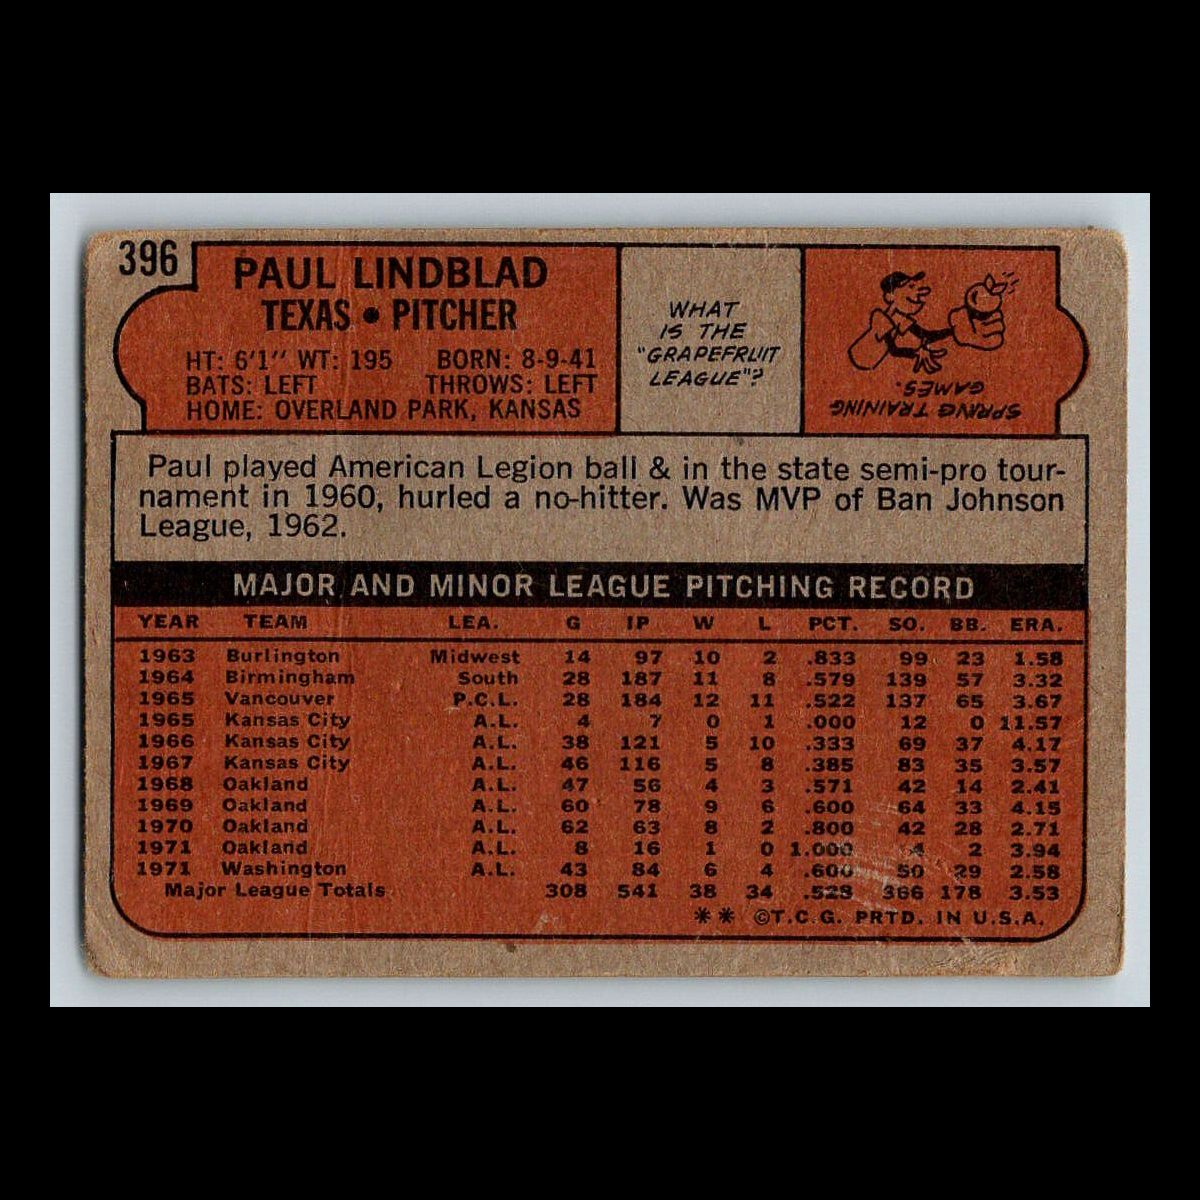 396
PAUL LINDBLAD
TEXAS • PITCHER
HT: 6'1" WT: 195 BORN: 8-9-41
BATS: LEFT THROWS: LEFT
HOME: OVERLAND PARK, KANSAS
WHAT
IS THE
"GRAPEFRUIT
LEAGUE"?
SPRING TRAINING
GAMES.
Paul played American Legion ball & in the state semi-pro tour-
nament in 1960, hurled a no-hitter. Was MVP of Ban Johnson
League, 1962.
MAJOR AND MINOR LEAGUE PITCHING RECORD
YEAR TEAM LEA. G IP W L PCT. SO. BB. ERA.
1963 Burlington Midwest 14 97 10 2 .833 99 23 1.58
1964 Birmingham South 28 187 11 8 .579 139 57 3.32
1965 Vancouver P.C.L. 28 184 12 11 .522 137 65 3.67
1965 Kansas City A.L. 4 7 0 1 .000 12 0 11.57
1966 Kansas City A.L. 38 121 5 10 .333 69 37 4.17
1967 Kansas City A.L. 46 116 5 8 .385 83 35 3.57
1968 Oakland A.L. 47 56 4 3 .571 42 14 2.41
1969 Oakland A.L. 60 78 9 6 .600 64 33 4.15
1970 Oakland A.L. 62 63 8 2 .800 42 28 2.71
1971 Oakland A.L. 8 16 1 0 1.000 4 2 3.94
1971 Washington A.L. 43 84 6 4 .600 50 29 2.58
Major League Totals 308 541 38 34 .528 366 178 3.53
** ©T.C.G. PRTD. IN U.S.A.